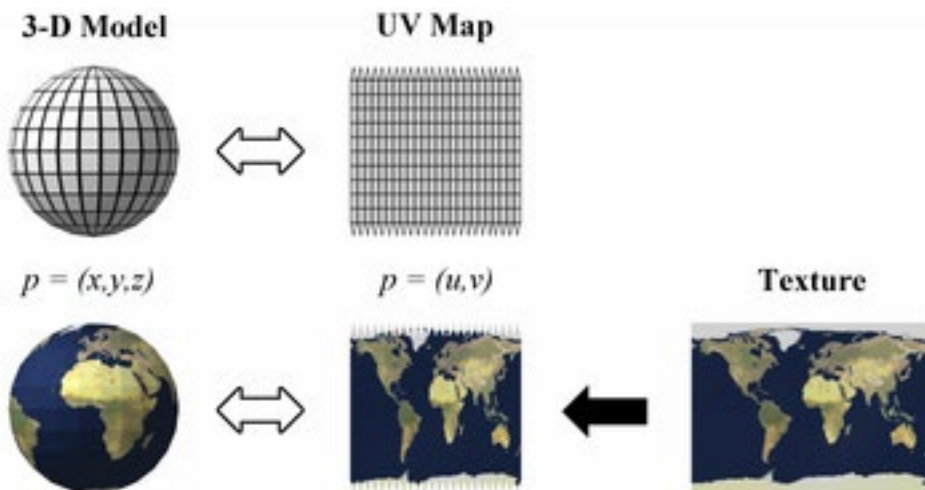 3-D Model
UV Map
p = (x,y,z)
p = (u,v)
Texture